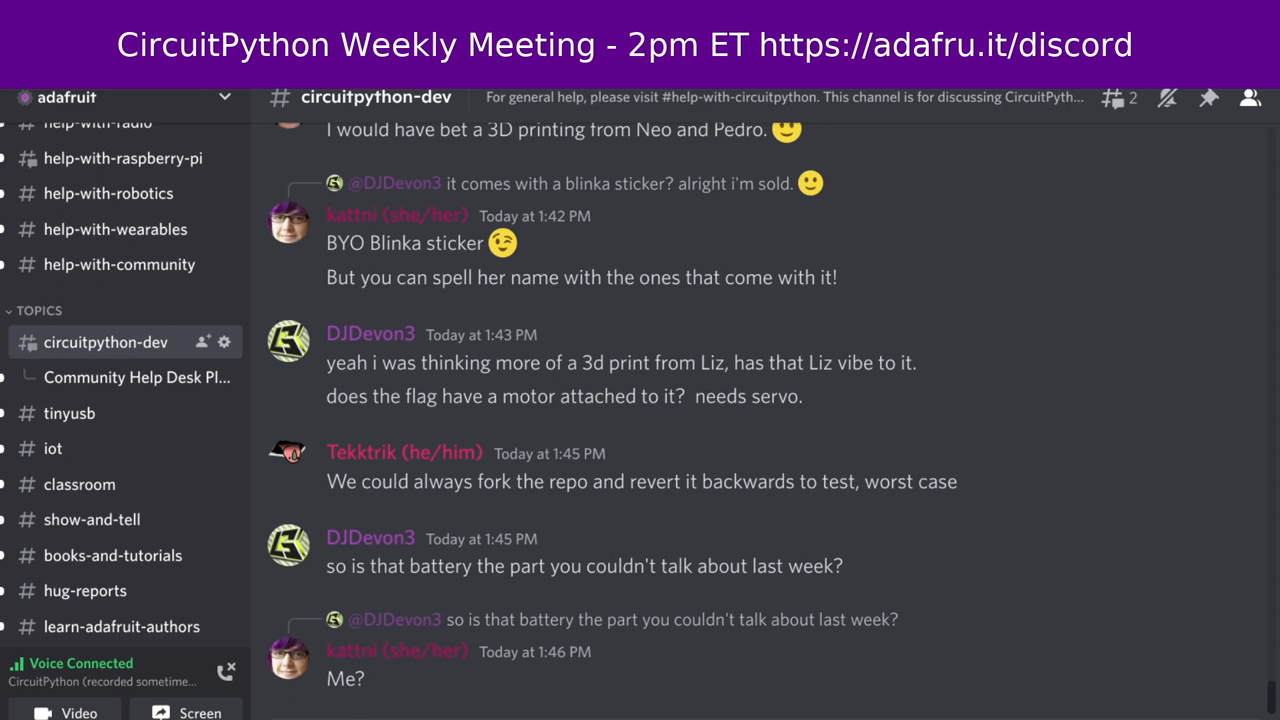 CircuitPython Weekly Meeting - 2pm ET https://adafru.it/discord
adafruit
help-with-radio
help-with-raspberry-pi
help-with-robotics
help-with-wearables
help-with-community
TOPICS
circuitpython-dev
Community Help Desk Pl...
tinyusb
iot
classroom
show-and-tell
books-and-tutorials
hug-reports
learn-adafruit-authors
Voice Connected
CircuitPython (recorded sometime...
Video
Screen
# circuitpython-dev For general help, please visit #help-with-circuitpython. This channel is for discussing CircuitPyth... 2
I would have bet a 3D printing from Neo and Pedro. 🙂
@DJDevon3 it comes with a blinka sticker? alright i'm sold. 🙂
kattni (she/her) Today at 1:42 PM
BYO Blinka sticker 😉
But you can spell her name with the ones that come with it!
DJDevon3 Today at 1:43 PM
yeah i was thinking more of a 3d print from Liz, has that Liz vibe to it.
does the flag have a motor attached to it? needs servo.
Tekktrik (he/him) Today at 1:45 PM
We could always fork the repo and revert it backwards to test, worst case
DJDevon3 Today at 1:45 PM
so is that battery the part you couldn't talk about last week?
@DJDevon3 so is that battery the part you couldn't talk about last week?
kattni (she/her) Today at 1:46 PM
Me?